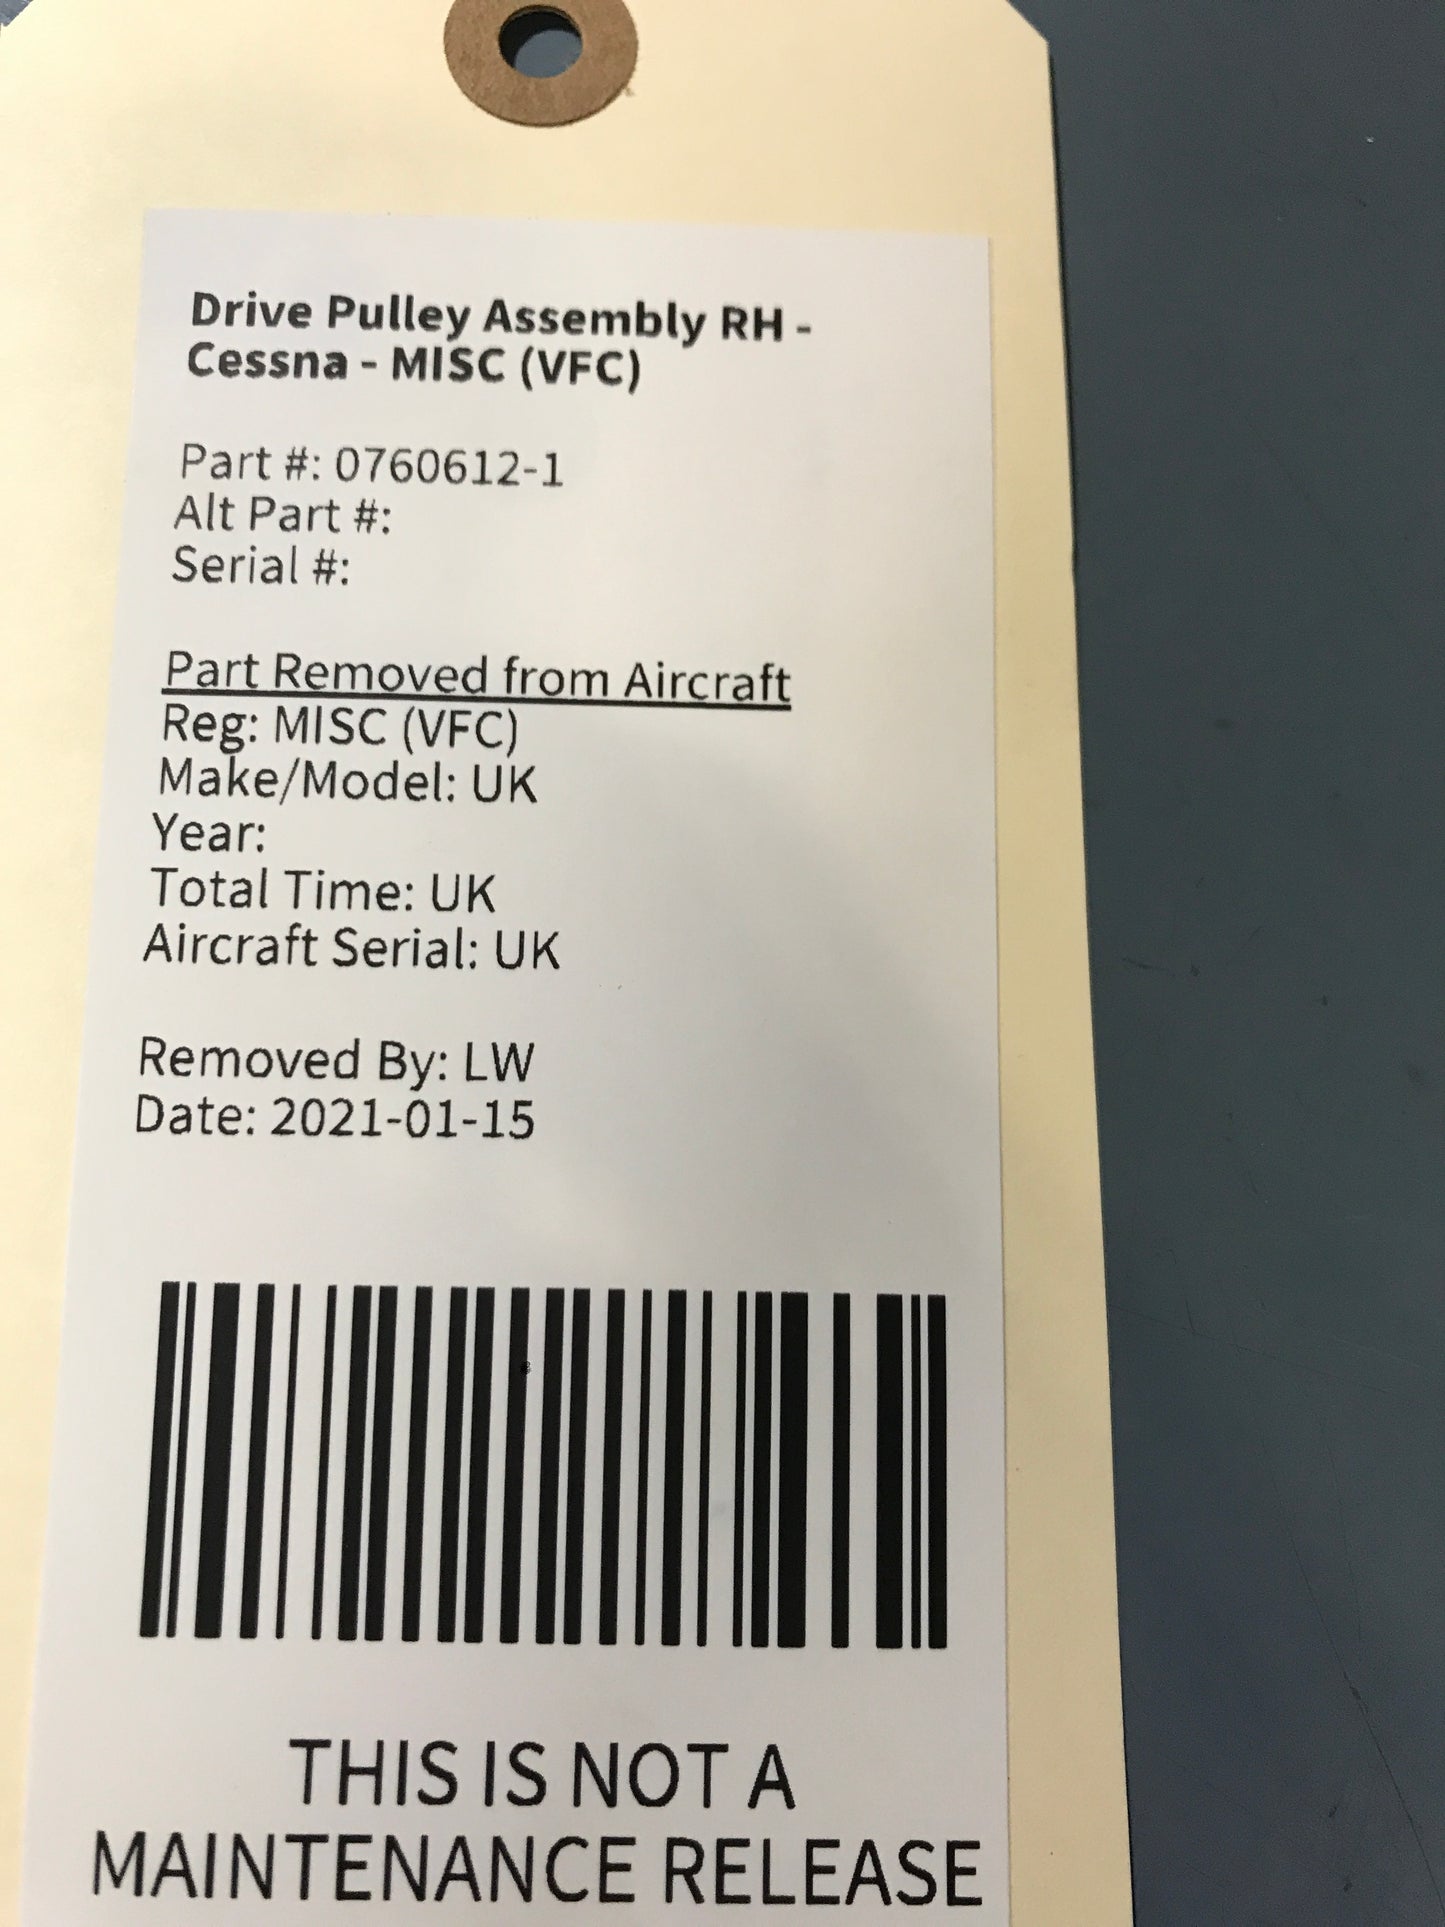 Drive Pulley Assembly RH -
Cessna - MISC (VFC)
Part #: 0760612-1
Alt Part #:
Serial #:
Part Removed from Aircraft
Reg: MISC (VFC)
Make/Model: UK
Year:
Total Time: UK
Aircraft Serial: UK
Removed By: LW
Date: 2021-01-15
THIS IS NOT A
MAINTENANCE RELEASE